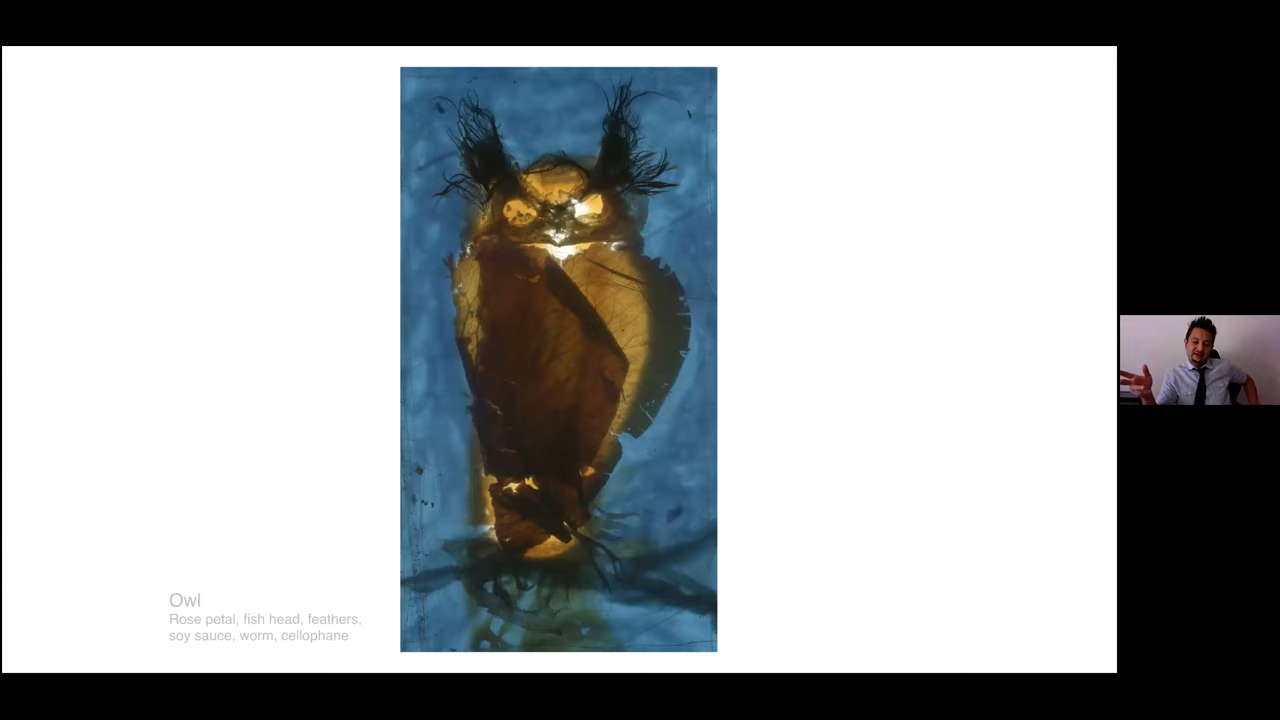 Owl
Rose petal, fish head, feathers,
soy sauce, worm, cellophane